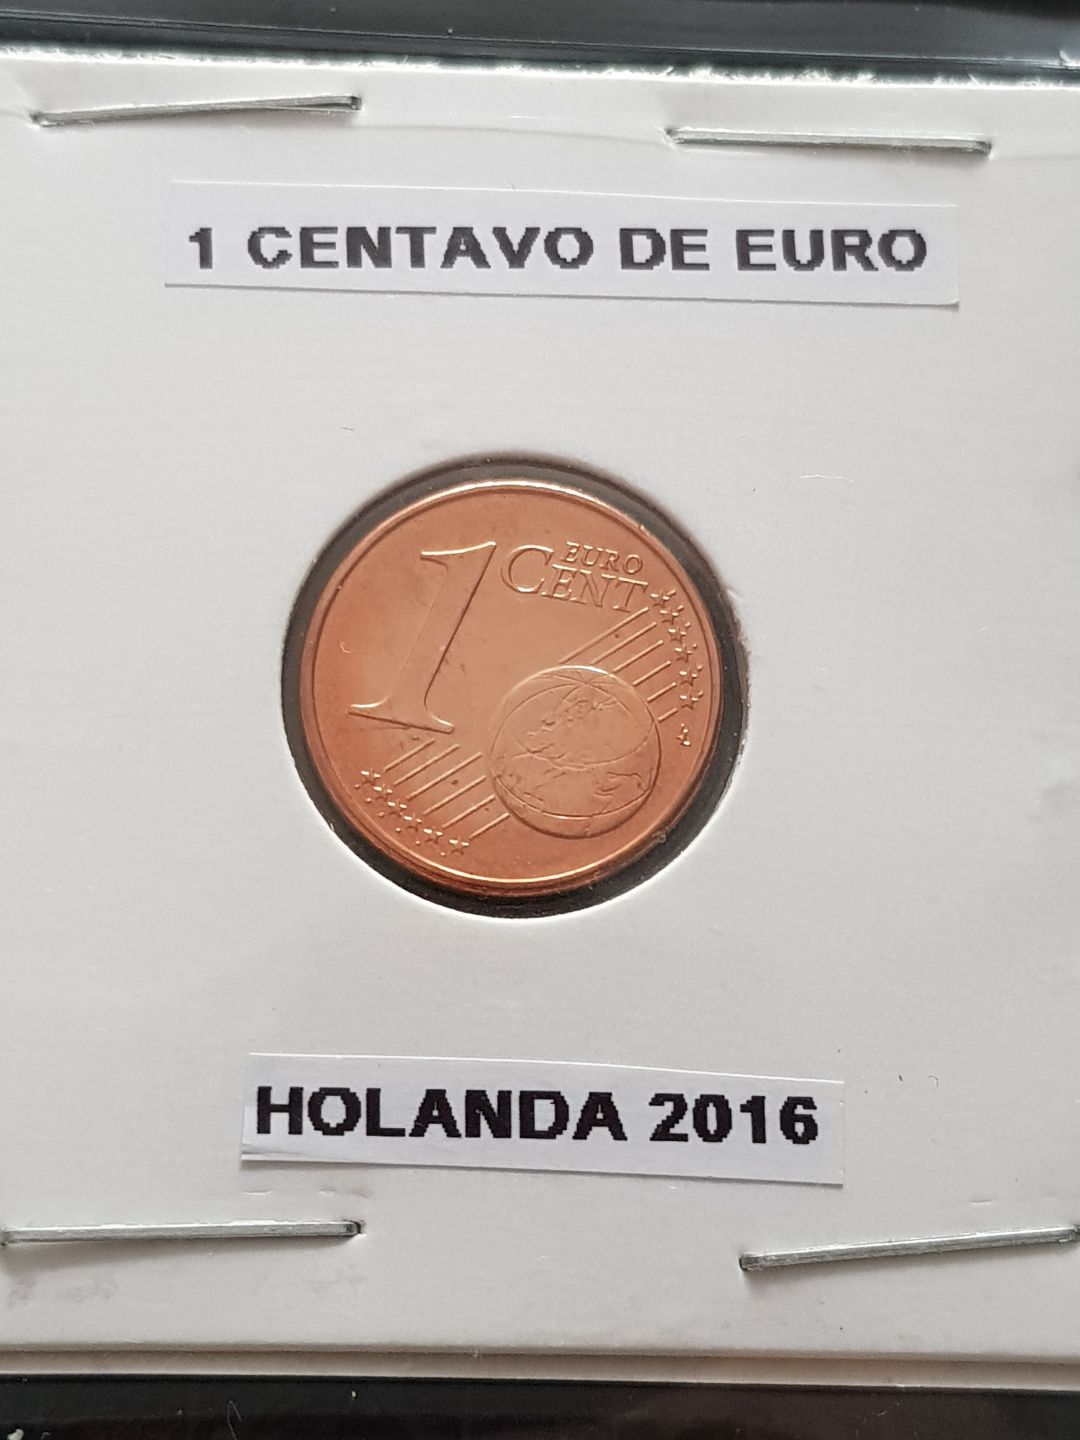 1 CENTAVO DE EURO
1 EURO
CENT
HOLANDA 2016